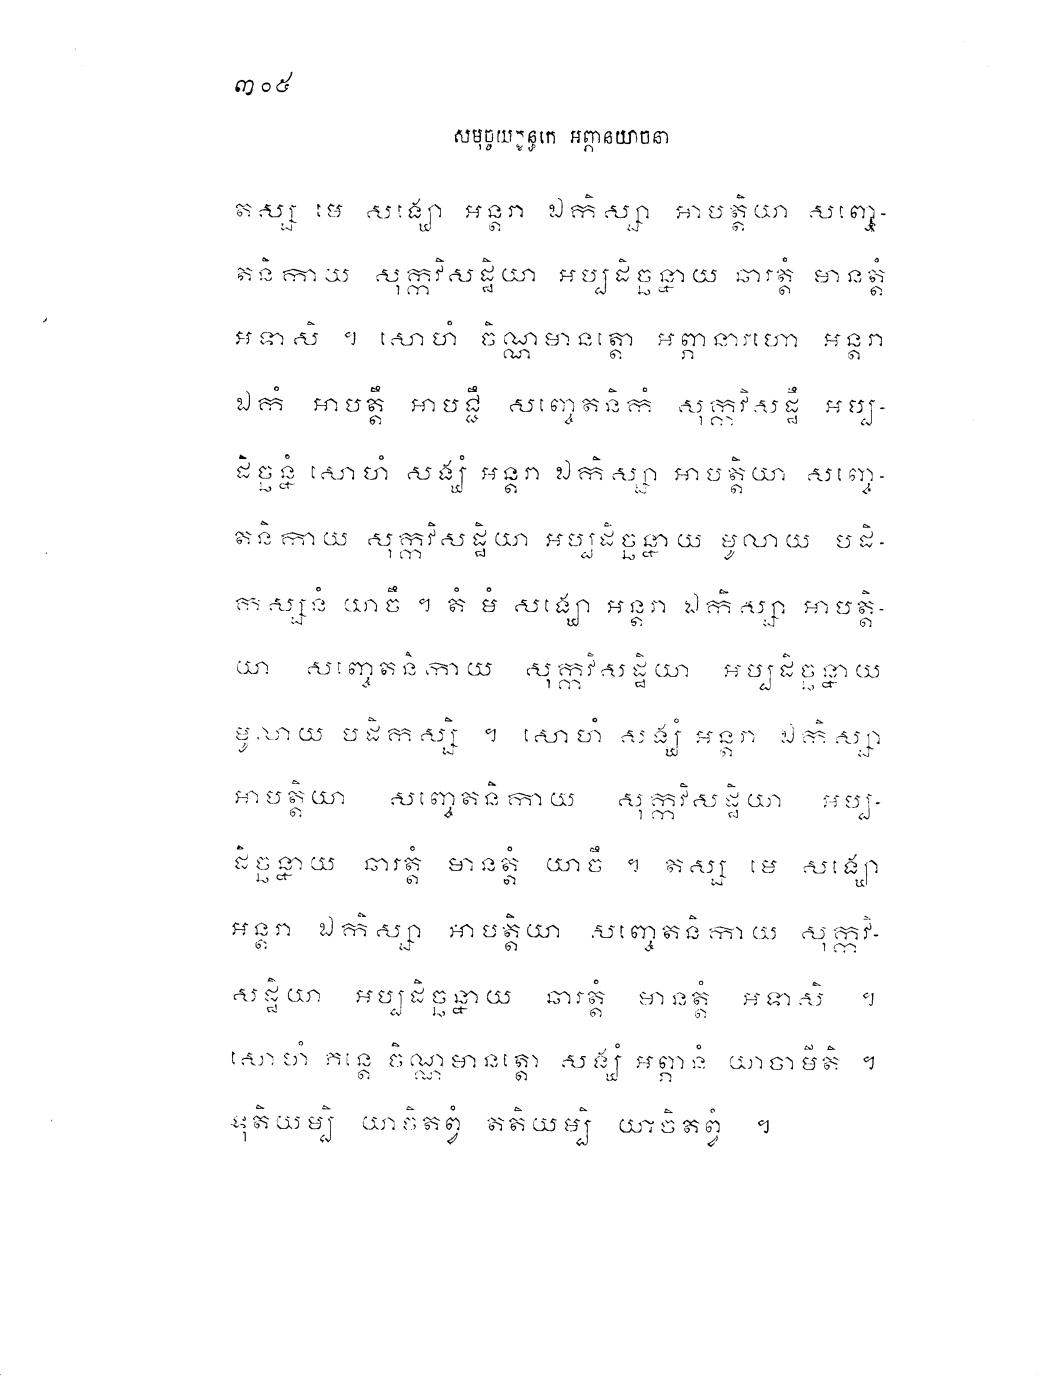 ៣០៥
សមុច្ចយក្ខន្ធកេ អព្ភានយាចនា
តស្ស មេ សង្ឃោ អន្តរា ឯកិស្សា អាបត្តិយា សញ្ចេ-
តនិកាយ សុក្កវិសដ្ឋិយា អប្បដិច្ឆន្នាយ ឆារត្តំ មានត្តំ
អទាសិ ។ សោហំ ចិណ្ណមានត្តោ អព្ភានារហោ អន្តរា
ឯកំ អាបត្តឹ អាបជ្ជឹ សញ្ចេតនិកំ សុក្កវិសដ្ឋឹ អប្ប-
ដិច្ឆន្នំ សោហំ សង្ឃំ អន្តរា ឯកិស្សា អាបត្តិយា សញ្ចេ-
តនិកាយ សុក្កវិសដ្ឋិយា អប្បដិច្ឆន្នាយ មូលាយ បដិ-
កស្សនំ យាចឹ ។ តំ មំ សង្ឃោ អន្តរា ឯកិស្សា អាបត្តិ-
យា សញ្ចេតនិកាយ សុក្កវិសដ្ឋិយា អប្បដិច្ឆន្នាយ
មូលាយ បដិកស្សិ ។ សោហំ សង្ឃំ អន្តរា ឯកិស្សា
អាបត្តិយា សញ្ចេតនិកាយ សុក្កវិសដ្ឋិយា អប្ប-
ដិច្ឆន្នាយ ឆារត្តំ មានត្តំ យាចឹ ។ តស្ស មេ សង្ឃោ
អន្តរា ឯកិស្សា អាបត្តិយា សញ្ចេតនិកាយ សុក្កវិ-
សដ្ឋិយា អប្បដិច្ឆន្នាយ ឆារត្តំ មានត្តំ អទាសិ ។
សោហំ ភន្តេ ចិណ្ណមានត្តោ សង្ឃំ អព្ភានំ យាចាមីតិ ។
ទុតិយម្បិ យាចិតព្វំ តតិយម្បិ យាចិតព្វំ ។